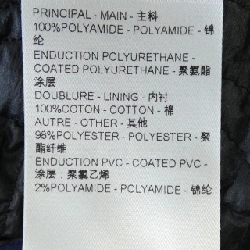 PRINCIPAL - MAIN - 主料
100%POLYAMIDE - POLYAMIDE - 锦
纶
ENDUCTION POLYURETHANE -
COATED POLYURETHANE - 聚氨酯
涂层
DOUBLURE - LINING - 内衬
100%COTON - COTTON - 棉
AUTRE - OTHER - 其他
98%POLYESTER - POLYESTER - 聚
酯纤维
ENDUCTION PVC - COATED PVC -
涂层：聚氯乙烯
2%POLYAMIDE - POLYAMIDE - 锦纶